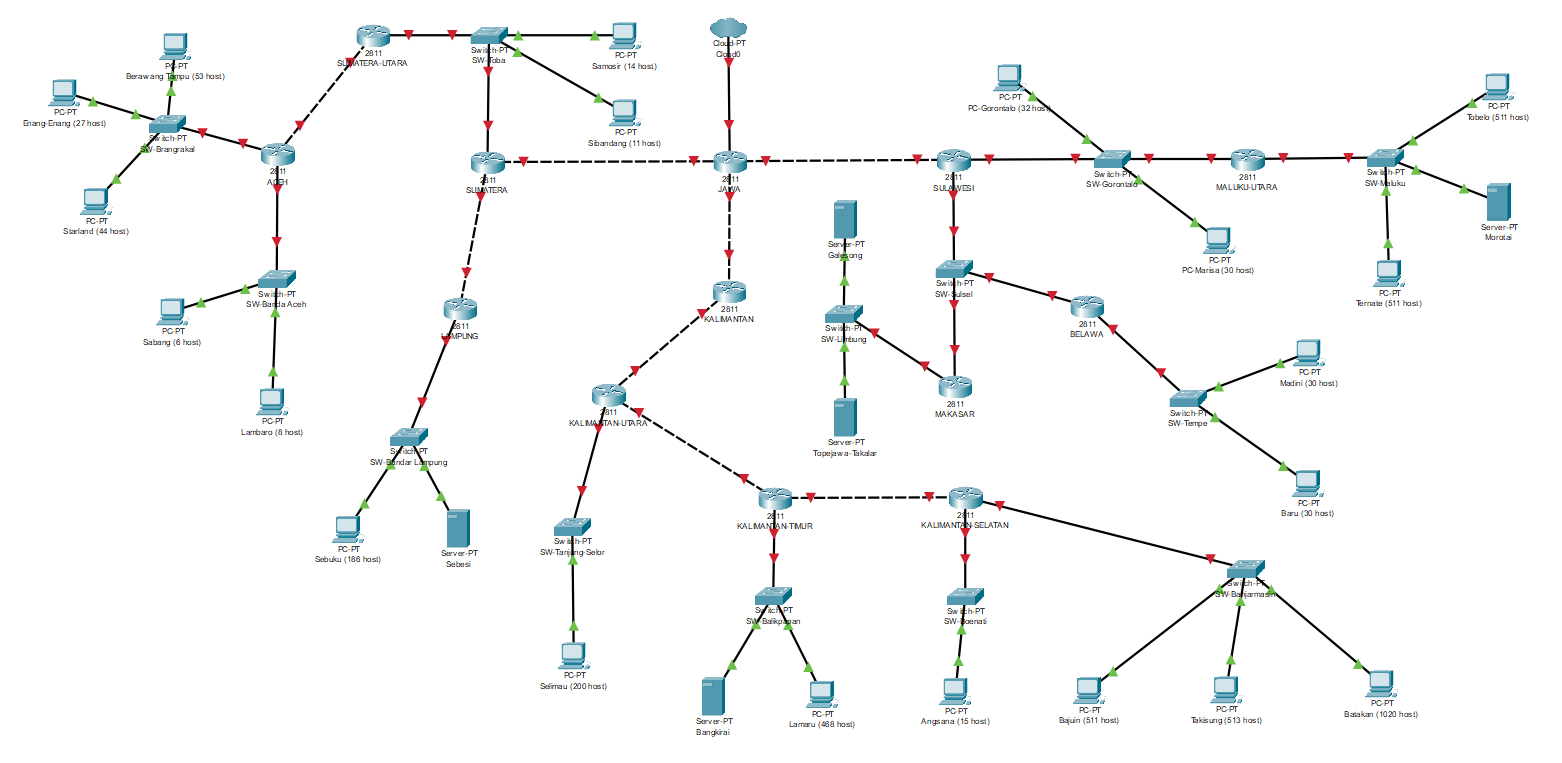 2811
SUMATERA-UTARA
Switch-PT
SW-Toba
PC-PT
Samosir (14 host)
Cloud-PT
Cloud0
PC-PT
Berawang Tampu (53 host)
PC-PT
Enang-Enang (27 host)
Switch-PT
SW-Brangrakal
2811
ACEH
PC-PT
Starland (44 host)
PC-PT
Sibandang (11 host)
2811
SUMATERA
2811
JAWA
2811
SULAWESI
PC-PT
PC-Gorontalo (32 host)
Switch-PT
SW-Gorontalo
2811
MALUKU-UTARA
PC-PT
Tobelo (511 host)
Switch-PT
SW-Maluku
Server-PT
Morotai
PC-PT
PC-Marisa (30 host)
PC-PT
Ternate (511 host)
Server-PT
Galesong
Switch-PT
SW-Banda Aceh
PC-PT
Sabang (6 host)
PC-PT
Lambaro (8 host)
2811
LAMPUNG
2811
KALIMANTAN
Switch-PT
SW-Limbung
Switch-PT
SW-Sulsel
2811
BELAWA
2811
MAKASAR
PC-PT
Madini (30 host)
Switch-PT
SW-Tempe
2811
KALIMANTAN-UTARA
Server-PT
Topejawa-Takalar
Switch-PT
SW-Bandar Lampung
PC-PT
Baru (30 host)
2811
KALIMANTAN-TIMUR
2811
KALIMANTAN-SELATAN
PC-PT
Sebuku (186 host)
Server-PT
Sebesi
Switch-PT
SW-Tanjung-Selor
Switch-PT
SW-Balikpapan
Switch-PT
SW-Boenati
Switch-PT
SW-Banjarmasin
PC-PT
Selimau (200 host)
Server-PT
Bangkirai
PC-PT
Lamaru (468 host)
PC-PT
Angsana (15 host)
PC-PT
Bajuin (511 host)
PC-PT
Takisung (513 host)
PC-PT
Batakan (1020 host)